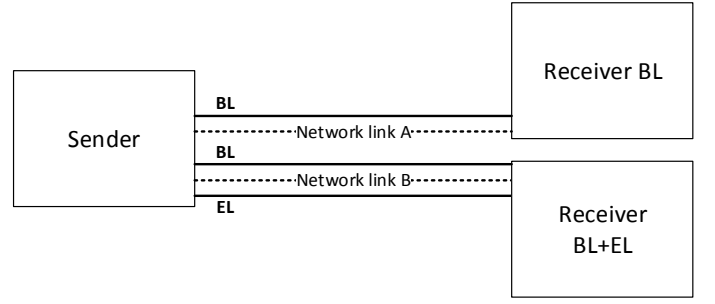 Receiver BL
BL
Sender
Network link A
BL
Network link B
EL
Receiver
BL+EL